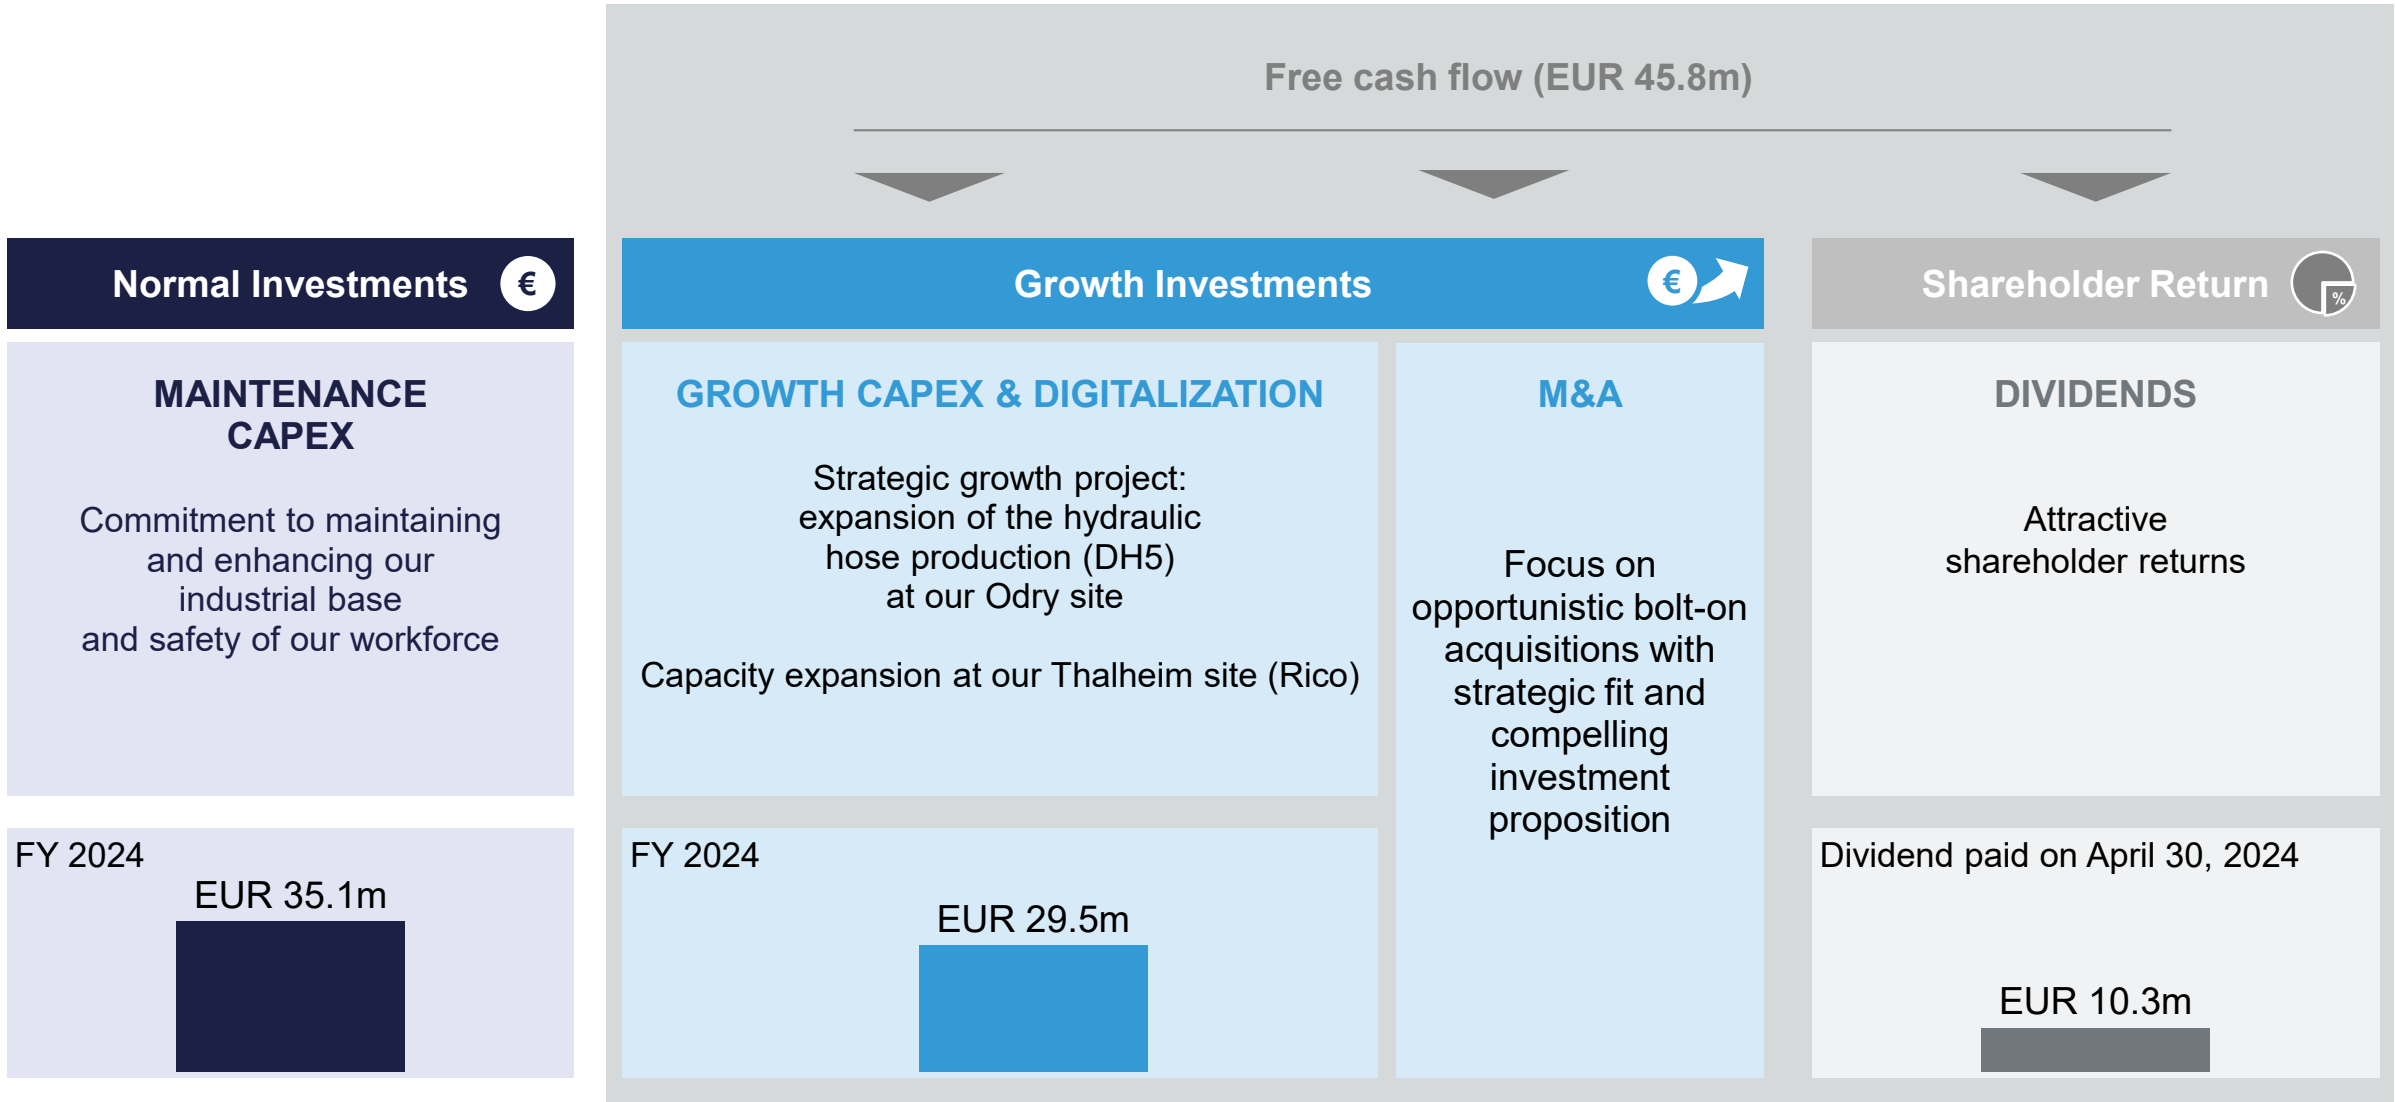 Free cash flow (EUR 45.8m)
Normal Investments €
Growth Investments €
Shareholder Return %
MAINTENANCE
CAPEX
Commitment to maintaining
and enhancing our
industrial base
and safety of our workforce
GROWTH CAPEX & DIGITALIZATION
Strategic growth project:
expansion of the hydraulic
hose production (DH5)
at our Odry site
Capacity expansion at our Thalheim site (Rico)
M&A
Focus on
opportunistic bolt-on
acquisitions with
strategic fit and
compelling
investment
proposition
DIVIDENDS
Attractive
shareholder returns
FY 2024
EUR 35.1m
FY 2024
EUR 29.5m
Dividend paid on April 30, 2024
EUR 10.3m